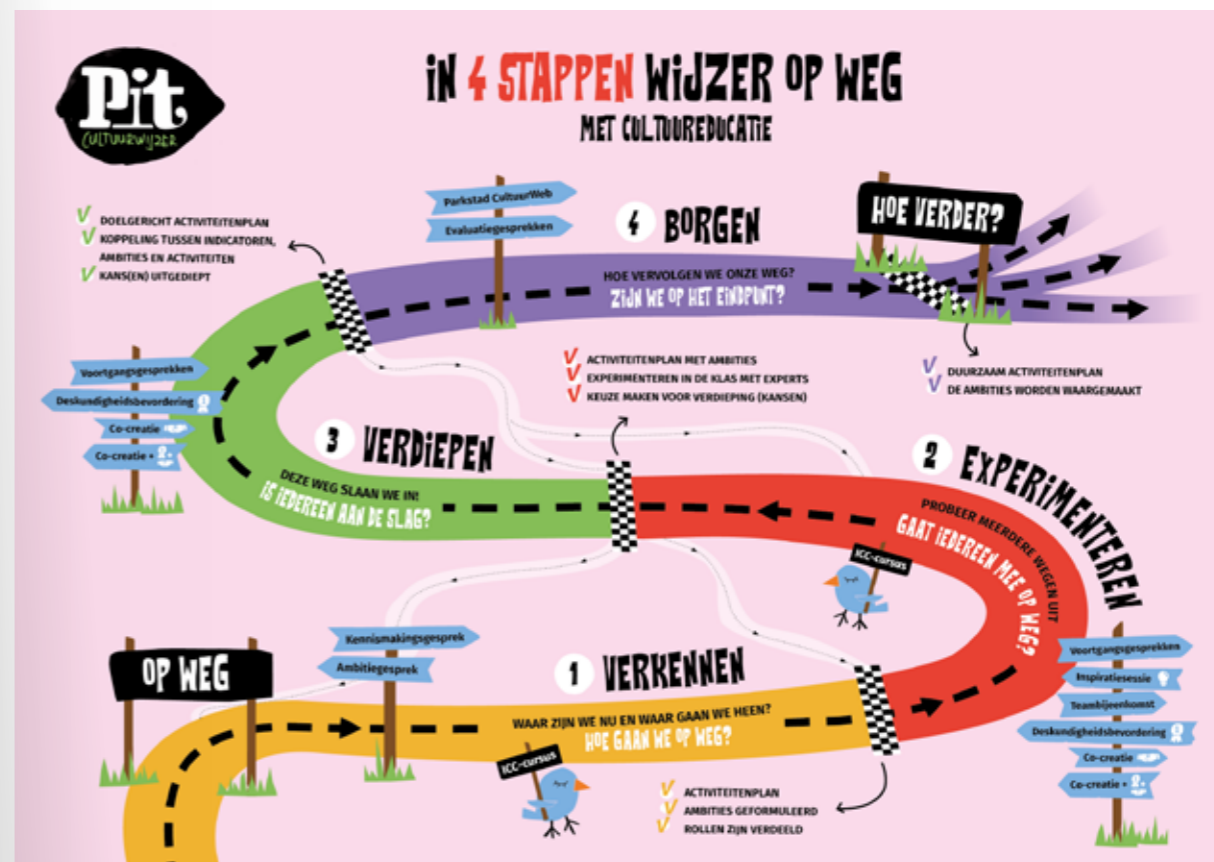 Pit
CULTUURWIJZER
iN 4 STAPPEN WIJZER OP WEG
MET CULTUUREDUCATIE
DOELGERICHT ACTIVITEITENPLAN
KOPPELING TUSSEN INDICATOREN,
AMBITIES EN ACTIVITEITEN
KANS(EN) UITGEDIEPT
Parkstad CultuurWeb
Evaluatiegesprekken
4 BORGEN
HOE VERVOLGEN WE ONZE WEG?
ZIJN WE OP HET EINDPUNT?
HOE VERDER?
DUURZAAM ACTIVITEITENPLAN
DE AMBITIES WORDEN WAARGEMAAKT
Voortgangsgesprekken
Deskundigheidsbevordering
Co-creatie
Co-creatie +
3 VERDIEPEN
DEZE WEG SLAAN WE IN!
IS IEDEREEN AAN DE SLAG?
ACTIVITEITENPLAN MET AMBITIES
EXPERIMENTEREN IN DE KLAS MET EXPERTS
KEUZE MAKEN VOOR VERDIEPING (KANSEN)
2 EXPERIMENTEREN
PROBEER MEERDERE WEGEN UIT
GAAT IEDEREEN MEE OP WEG?
ICC-cursus
Voortgangsgesprekken
Inspiratiesessie
Teambijeenkomst
Deskundigheidsbevordering
Co-creatie
Co-creatie +
OP WEG
Kennismakingsgesprek
Ambitiegesprek
1 VERKENNEN
WAAR ZIJN WE NU EN WAAR GAAN WE HEEN?
HOE GAAN WE OP WEG?
ICC-cursus
ACTIVITEITENPLAN
AMBITIES GEFORMULEERD
ROLLEN ZIJN VERDEELD